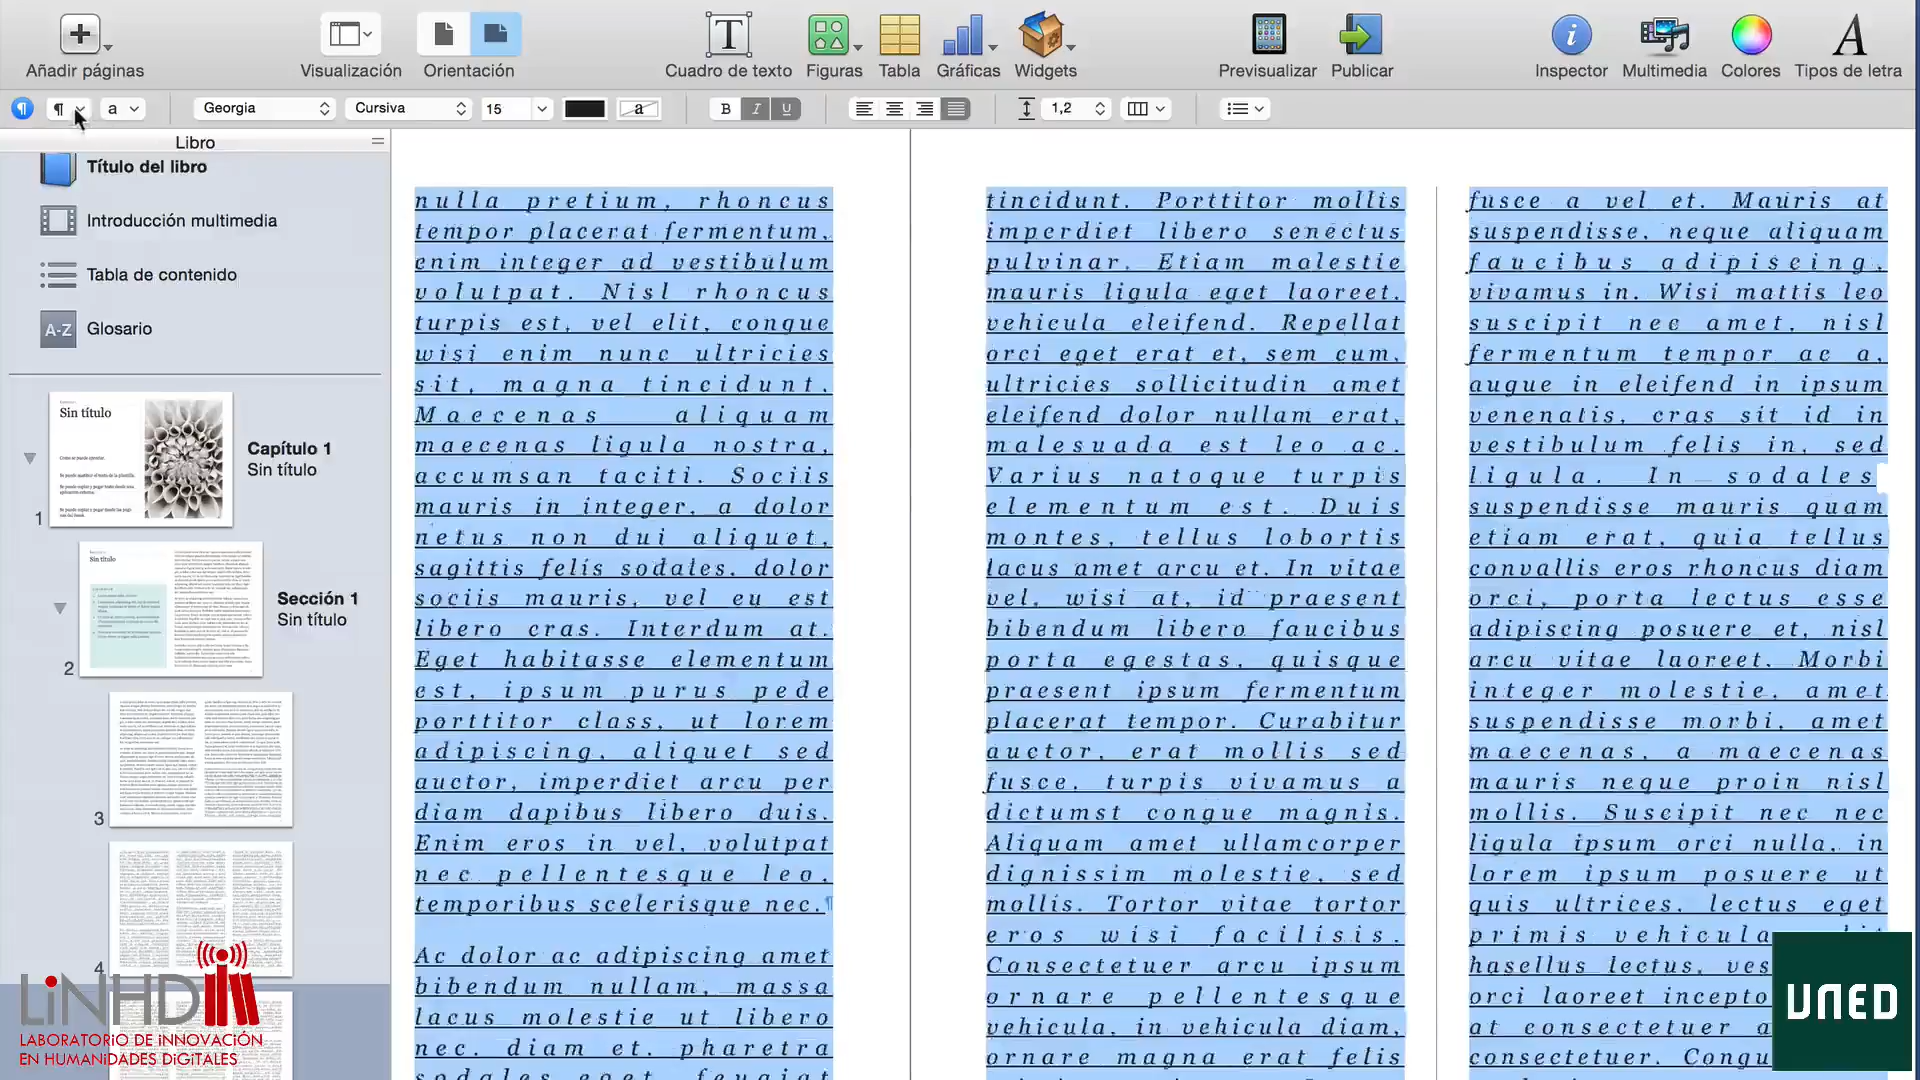 Añadir páginas
Visualización
Orientación
Cuadro de texto
Figuras
Tabla
Gráficas
Widgets
Previsualizar
Publicar
Inspector
Multimedia
Colores
Tipos de letra
¶ ¶ a
Georgia
Cursiva
15
a
B I U
1,2
Libro
Título del libro
Introducción multimedia
Tabla de contenido
A-Z Glosario
Sin título
Capítulo 1
Sin título
1
Sin título
Sección 1
Sin título
2
3
4
nulla pretium, rhoncus
tempor placerat fermentum,
enim integer ad vestibulum
volutpat. Nisl rhoncus
turpis est, vel elit, congue
wisi enim nunc ultricies
sit, magna tincidunt.
Maecenas aliquam
maecenas ligula nostra,
accumsan taciti. Sociis
mauris in integer, a dolor
netus non dui aliquet,
sagittis felis sodales, dolor
sociis mauris, vel eu est
libero cras. Interdum at.
Eget habitasse elementum
est, ipsum purus pede
porttitor class, ut lorem
adipiscing, aliquet sed
auctor, imperdiet arcu per
diam dapibus libero duis.
Enim eros in vel, volutpat
nec pellentesque leo,
temporibus scelerisque nec.¶
Ac dolor ac adipiscing amet
bibendum nullam, massa
lacus molestie ut libero
nec, diam et, pharetra
sodales eget, feugiat
tincidunt. Porttitor mollis
imperdiet libero senectus
pulvinar. Etiam molestie
mauris ligula eget laoreet,
vehicula eleifend. Repellat
orci eget erat et, sem cum,
ultricies sollicitudin amet
eleifend dolor nullam erat,
malesuada est leo ac.
Varius natoque turpis
elementum est. Duis
montes, tellus lobortis
lacus amet arcu et. In vitae
vel, wisi at, id praesent
bibendum libero faucibus
porta egestas, quisque
praesent ipsum fermentum
placerat tempor. Curabitur
auctor, erat mollis sed
fusce, turpis vivamus a
dictumst congue magnis.
Aliquam amet ullamcorper
dignissim molestie, sed
mollis. Tortor vitae tortor
eros wisi facilisis.
Consectetuer arcu ipsum
ornare pellentesque
vehicula, in vehicula diam,
ornare magna erat felis
fusce a vel et. Mauris at
suspendisse, neque aliquam
faucibus adipiscing,
vivamus in. Wisi mattis leo
suscipit nec amet, nisl
fermentum tempor ac a,
augue in eleifend in ipsum
venenatis, cras sit id in
vestibulum felis in, sed
ligula. In sodales
suspendisse mauris quam
etiam erat, quia tellus
convallis eros rhoncus diam
orci, porta lectus esse
adipiscing posuere et, nisl
arcu vitae laoreet. Morbi
integer molestie, amet
suspendisse morbi, amet
maecenas, a maecenas
mauris neque proin nisl
mollis. Suscipit nec nec
ligula ipsum orci nulla, in
lorem ipsum posuere ut
quis ultrices, lectus eget
primis vehicula
hasellus lectus, ves
orci laoreet incepto
at consectetuer a
consectetuer. Congu
LiNHD
LABORATORIO DE INNOVACIÓN
EN HUMANiDADES DiGiTALES
UNED